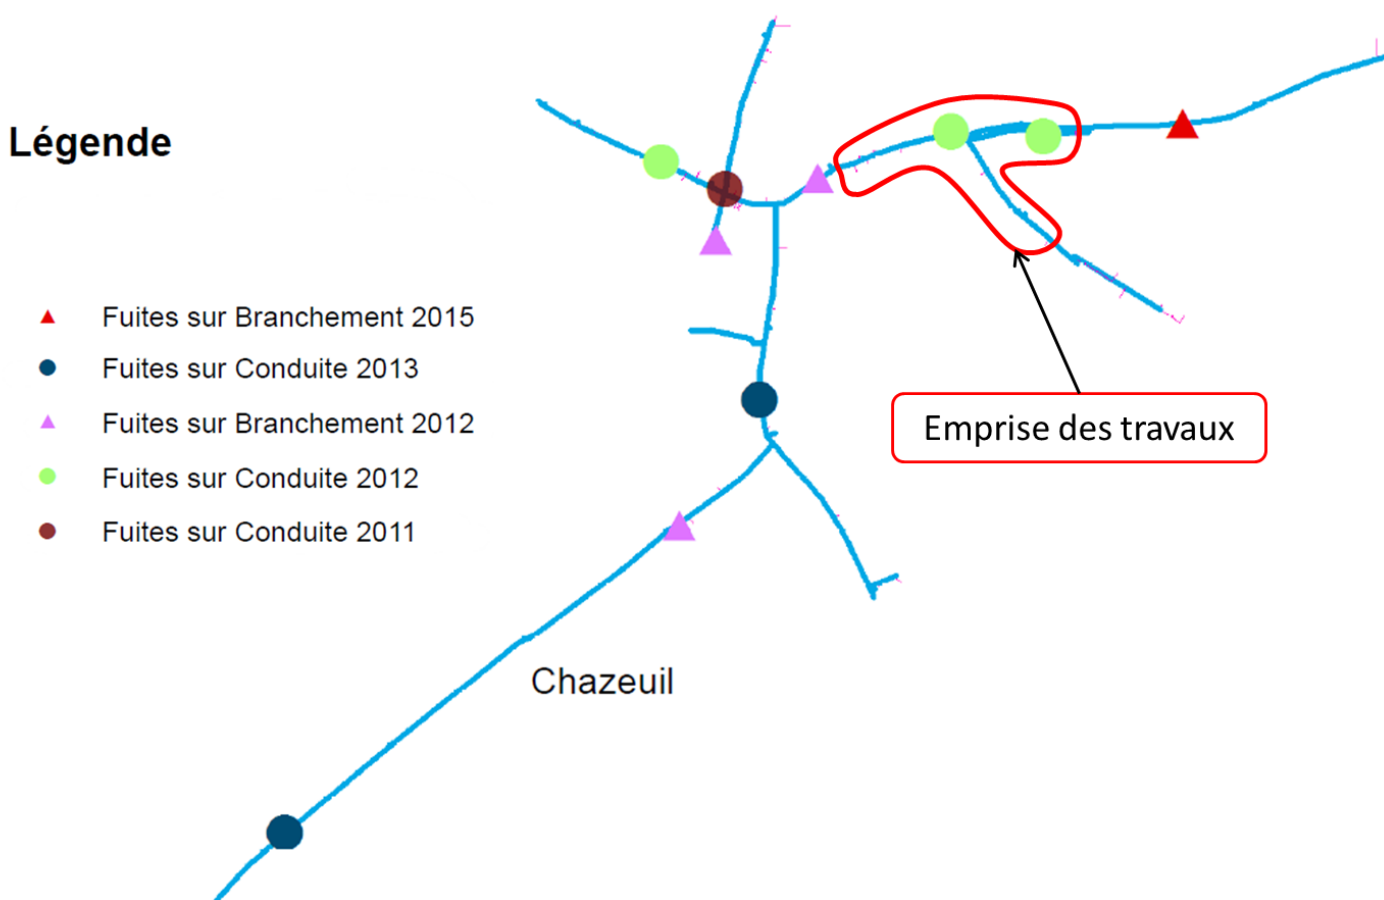 Légende
Fuites sur Branchement 2015
Fuites sur Conduite 2013
Fuites sur Branchement 2012
Fuites sur Conduite 2012
Fuites sur Conduite 2011
Emprise des travaux
Chazeuil